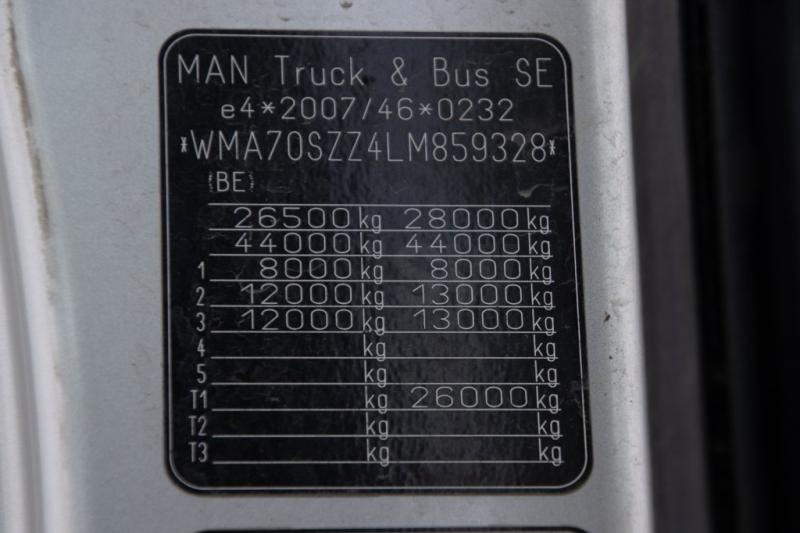 MAN Truck & Bus SE
e4*2007/46*0232
*WMA70SZZ4LM859328*
(BE)
26500 kg 28000 kg
44000 kg 44000 kg
1 8000 kg 8000 kg
2 12000 kg 13000 kg
3 12000 kg 13000 kg
4 kg kg
5 kg kg
T1 kg 26000 kg
T2 kg kg
T3 kg kg